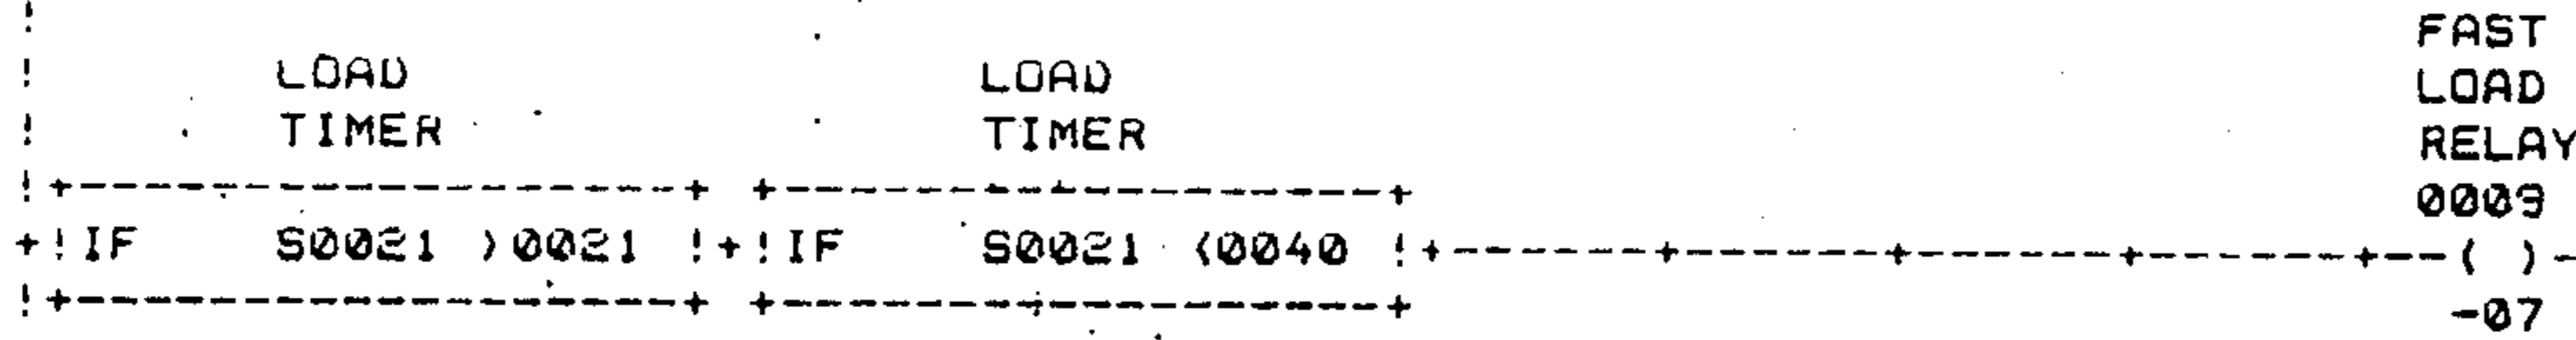 FAST
LOAD LOAD LOAD
TIMER TIMER RELAY
!+--------------------+ +--------------------+ 0009
+!IF S0021 >0021 !+!IF S0021 <0040 !+-------+-------+-------+-------+--( )-
!+--------------------+ +--------------------+ -07